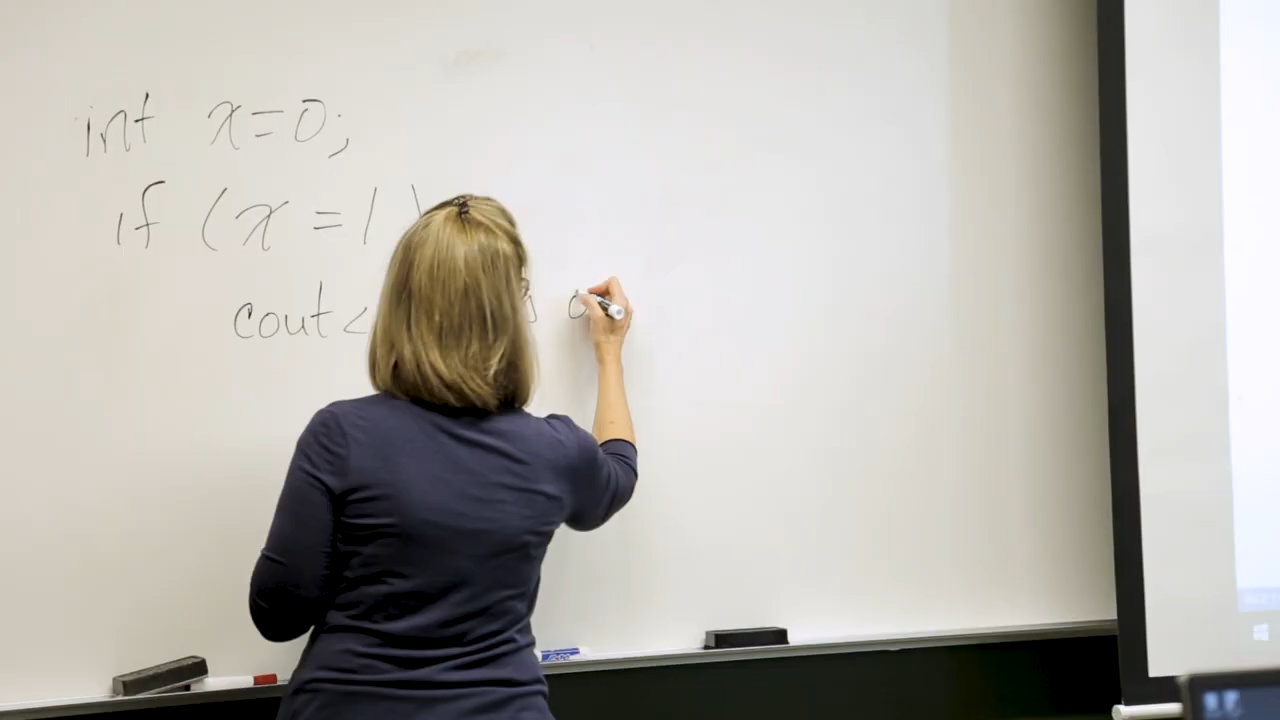 int x=0;
if (x=1)
cout<